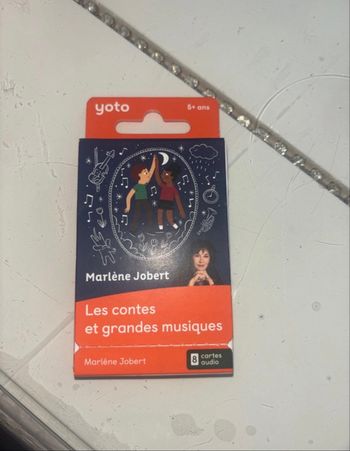 yoto
5+ ans
Marlène Jobert
Les contes
et grandes musiques
Marlène Jobert
8 cartes
audio